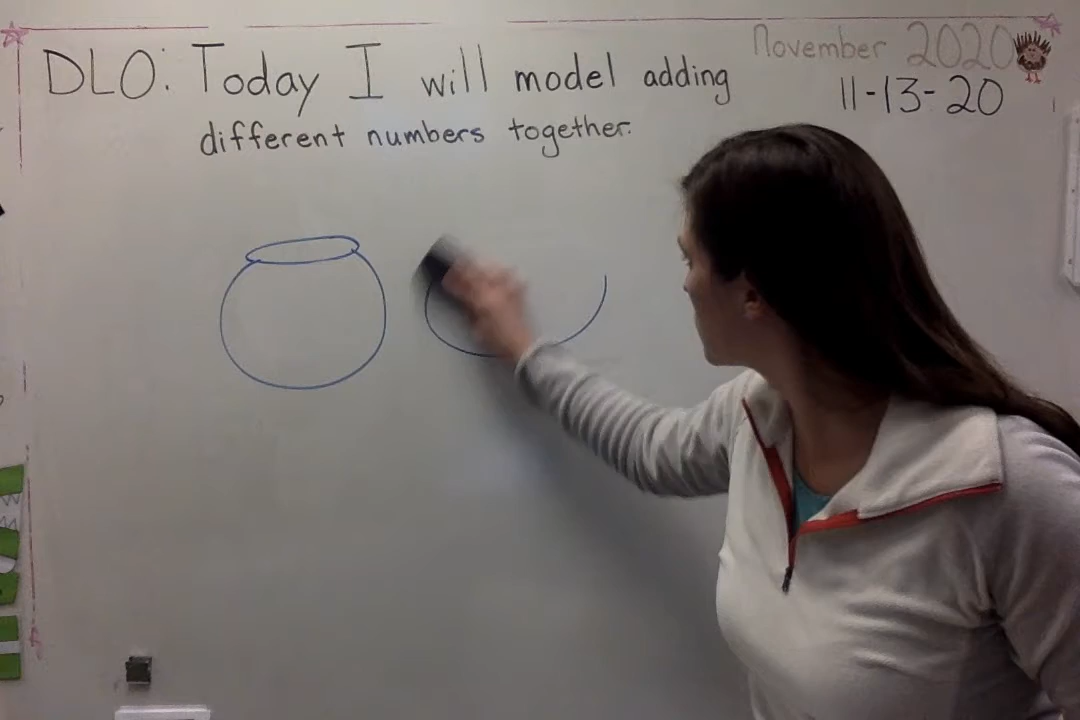 November 2020
DLO: Today I will model adding
11-13-20
different numbers together.